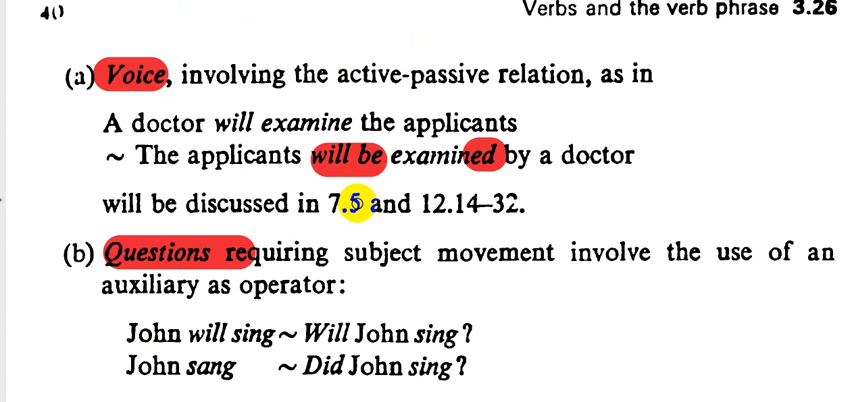 40
Verbs and the verb phrase 3.26
(a) Voice, involving the active-passive relation, as in
A doctor will examine the applicants
~ The applicants will be examined by a doctor
will be discussed in 7.5 and 12.14–32.
(b) Questions requiring subject movement involve the use of an
auxiliary as operator:
John will sing ~ Will John sing?
John sang ~ Did John sing?